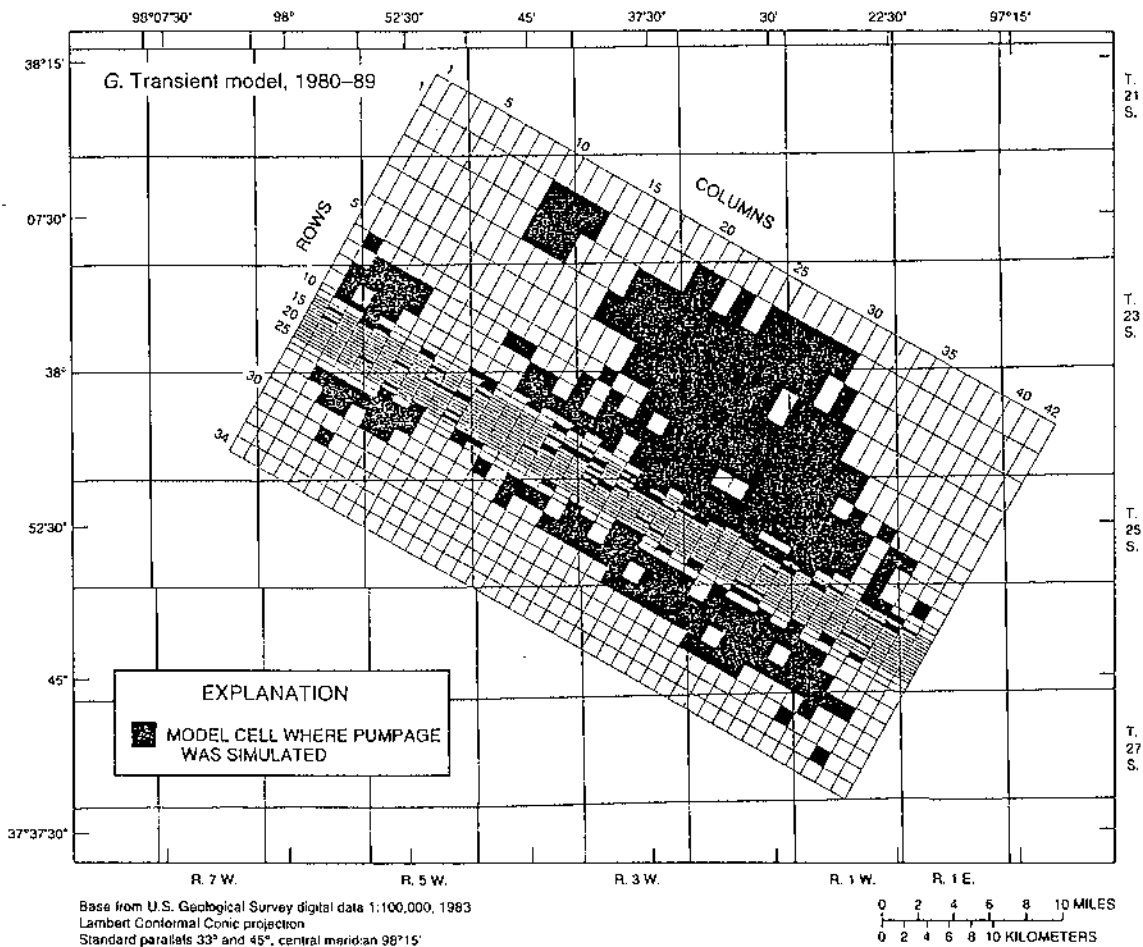 98°07'30" 98° 52'30" 45' 37'30" 30' 22'30" 97°15'
38°15'
G. Transient model, 1980–89
T.
21
S.
1
1
5
10
15
COLUMNS
20
25
30
35
40
42
07'30"
ROWS
5
10
15
20
25
30
34
T.
23
S.
38°
52'30"
T.
25
S.
45'
EXPLANATION
MODEL CELL WHERE PUMPAGE
WAS SIMULATED
T.
27
S.
37°37'30"
R. 7 W. R. 5 W. R. 3 W. R. 1 W. R. 1 E.
Base from U.S. Geological Survey digital data 1:100,000, 1983
Lambert Conformal Conic projection
Standard parallels 33° and 45°, central meridian 98°15'
0 2 4 6 8 10 MILES
0 2 4 6 8 10 KILOMETERS